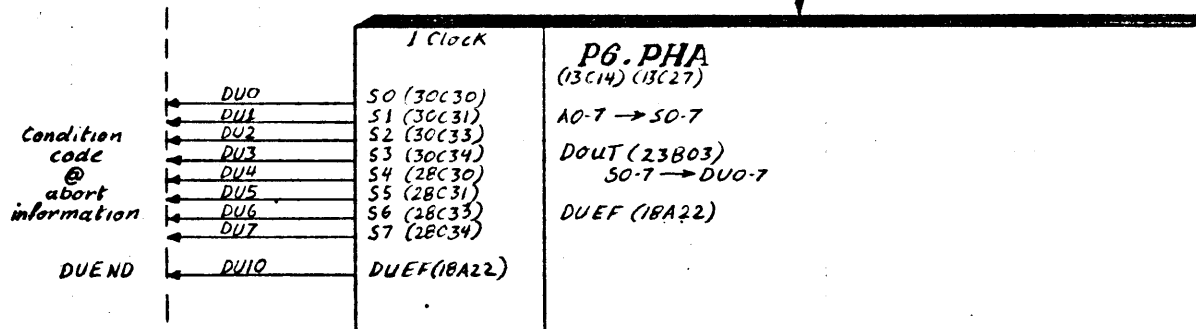 1 Clock
P6.PHA
(13C14) (13C27)
DU0 S0 (30C30)
DU1 S1 (30C31) A0-7 → S0-7
DU2 S2 (30C33)
DU3 S3 (30C34) DOUT (23B03)
DU4 S4 (28C30) S0-7 → DU0-7
DU5 S5 (28C31)
DU6 S6 (28C33) DUEF (18A22)
DU7 S7 (28C34)
Condition
code
@
abort
information
DUEND DU10 DUEF (18A22)